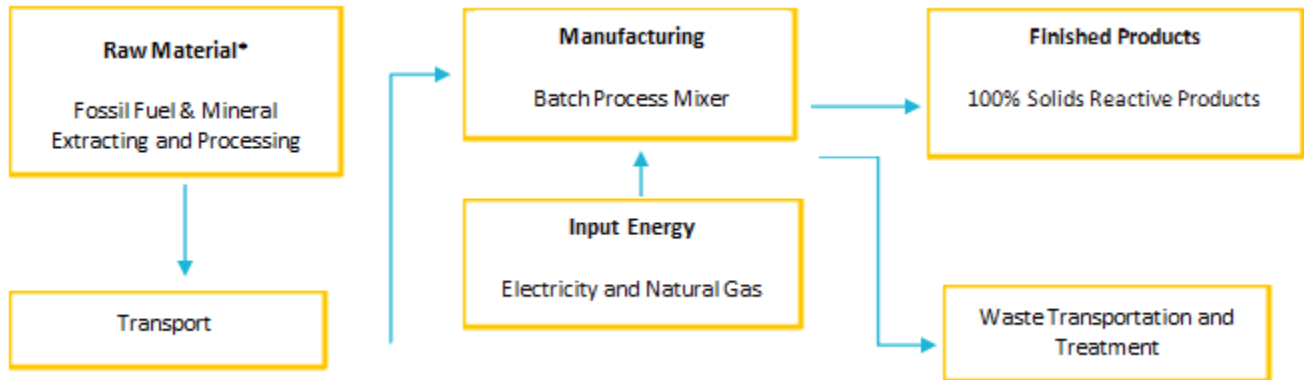 Raw Material*
Fossil Fuel & Mineral
Extracting and Processing
Transport
Manufacturing
Batch Process Mixer
Input Energy
Electricity and Natural Gas
Finished Products
100% Solids Reactive Products
Waste Transportation and
Treatment